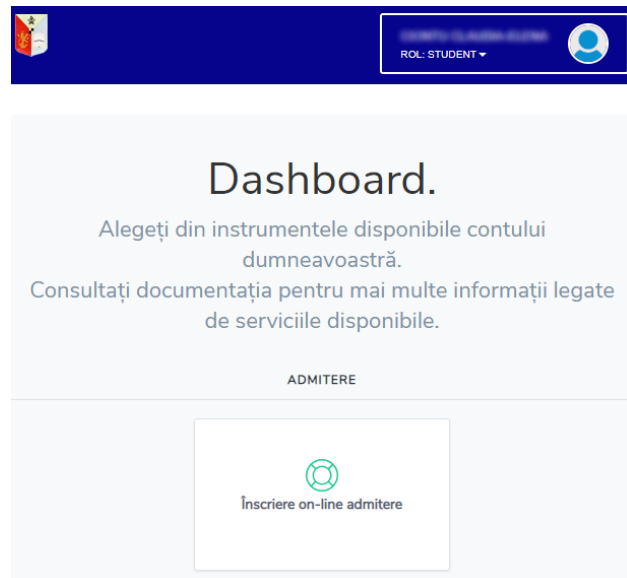 ROL: STUDENT
Dashboard.
Alegeți din instrumentele disponibile contului
dumneavoastră.
Consultați documentația pentru mai multe informații legate
de serviciile disponibile.
ADMITERE
Înscriere on-line admitere